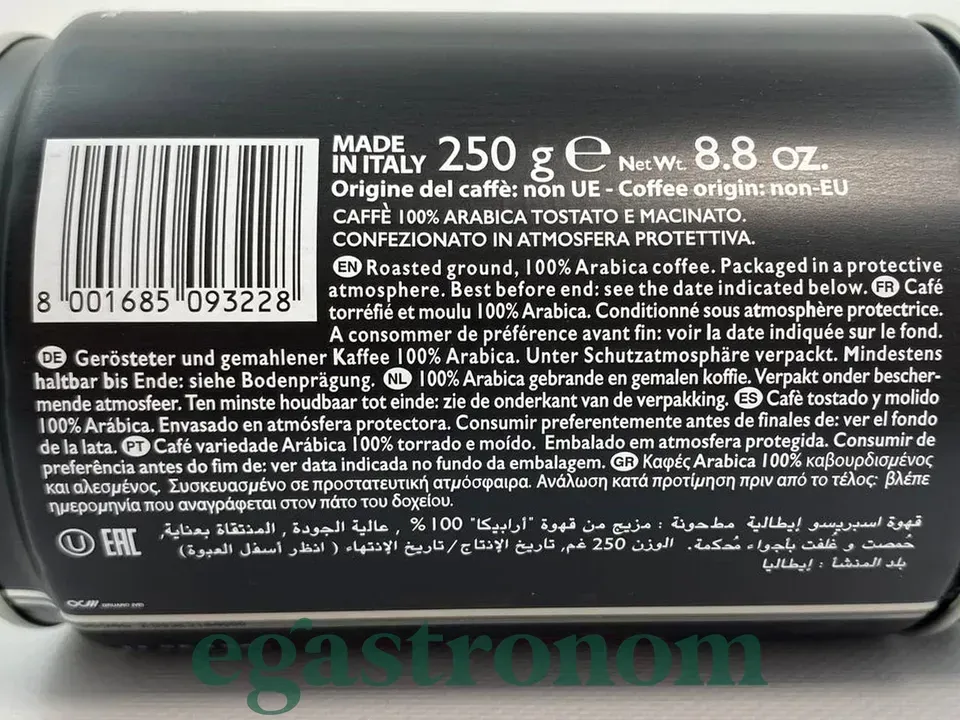 MADE IN ITALY 250 g ℮ Net Wt. 8.8 oz.
Origine del caffè: non UE - Coffee origin: non-EU
CAFFÈ 100% ARABICA TOSTATO E MACINATO.
CONFEZIONATO IN ATMOSFERA PROTETTIVA.
8 001685 093228
EN Roasted ground, 100% Arabica coffee. Packaged in a protective
atmosphere. Best before end: see the date indicated below. FR Café
torréfié et moulu 100% Arabica. Conditionné sous atmosphère protectrice.
A consommer de préférence avant fin: voir la date indiquée sur le fond.
DE Gerösteter und gemahlener Kaffee 100% Arabica. Unter Schutzatmosphäre verpackt. Mindestens
haltbar bis Ende: siehe Bodenprägung. NL 100% Arabica gebrande en gemalen koffie. Verpakt onder bescher-
mende atmosfeer. Ten minste houdbaar tot einde: zie de onderkant van de verpakking. ES Cafè tostado y molido
100% Arábica. Envasado en atmósfera protectora. Consumir preferentemente antes de finales de: ver el fondo
de la lata. PT Café variedade Arábica 100% torrado e moído. Embalado em atmosfera protegida. Consumir de
preferência antes do fim de: ver data indicada no fundo da embalagem. GR Καφές Arabica 100% καβουρδισμένος
και αλεσμένος. Συσκευασμένο σε προστατευτική ατμόσφαιρα. Ανάλωση κατά προτίμηση πριν από το τέλος: βλέπε
ημερομηνία που αναγράφεται στον πάτο του δοχείου.
قهوة اسبريسو إيطالية مطحونة : مزيج من قهوة "أرابيكا" 100 % , عالية الجودة , المنتقاة بعناية,
حُمصت و غُلفت بأجواء مُحكمة. الوزن 250 غم, تاريخ الإنتاج/تاريخ الإنتهاء ( انظر أسفل العبوة)
بلد المنشأ : إيطاليا
U EAC
egastronom